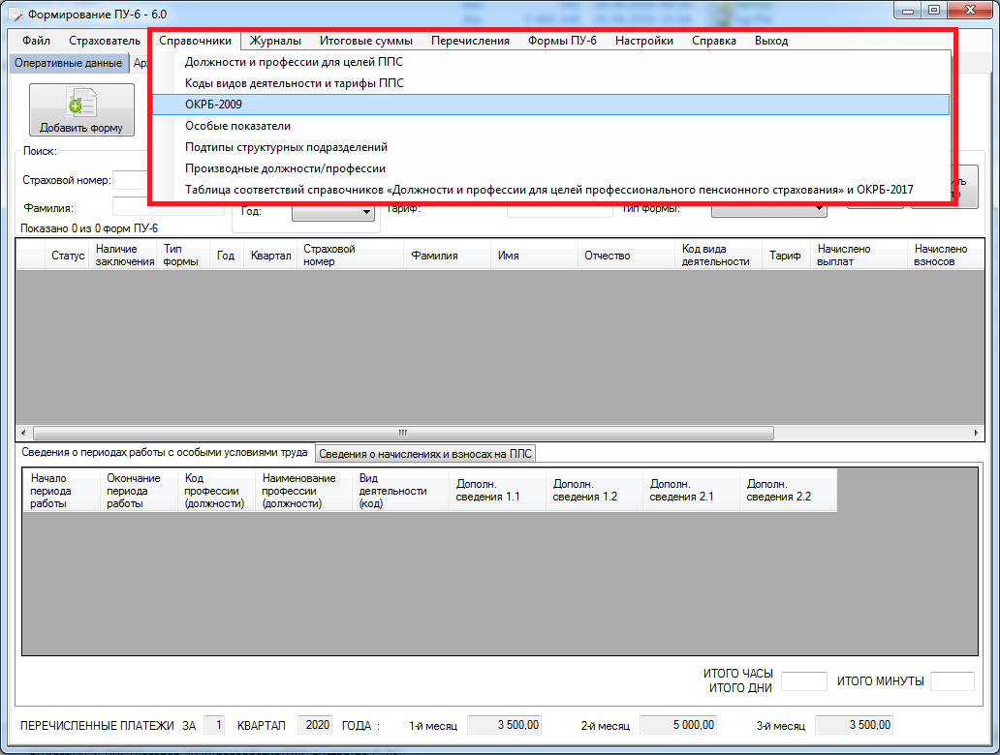 Формирование ПУ-6 - 6.0
Файл Страхователь Справочники Журналы Итоговые суммы Перечисления Формы ПУ-6 Настройки Справка Выход
Оперативные данные
Должности и профессии для целей ППС
Коды видов деятельности и тарифы ППС
ОКРБ-2009
Особые показатели
Подтипы структурных подразделений
Производные должности/профессии
Таблица соответствий справочников «Должности и профессии для целей профессионального пенсионного страхования» и ОКРБ-2017
Добавить форму
Поиск:
Страховой номер:
Фамилия:
Год: Тариф: Тип формы:
Показано 0 из 0 форм ПУ-6
Статус Наличие заключения Тип формы Год Квартал Страховой номер Фамилия Имя Отчество Код вида деятельности Тариф Начислено выплат Начислено взносов
Сведения о периодах работы с особыми условиями труда Сведения о начислениях и взносах на ППС
Начало периода работы Окончание периода работы Код профессии (должности) Наименование профессии (должности) Вид деятельности (код) Дополн. сведения 1.1 Дополн. сведения 1.2 Дополн. сведения 2.1 Дополн. сведения 2.2
ИТОГО ЧАСЫ
ИТОГО ДНИ
ИТОГО МИНУТЫ
ПЕРЕЧИСЛЕННЫЕ ПЛАТЕЖИ ЗА 1 КВАРТАЛ 2020 ГОДА : 1-й месяц 3 500,00 2-й месяц 5 000,00 3-й месяц 3 500,00